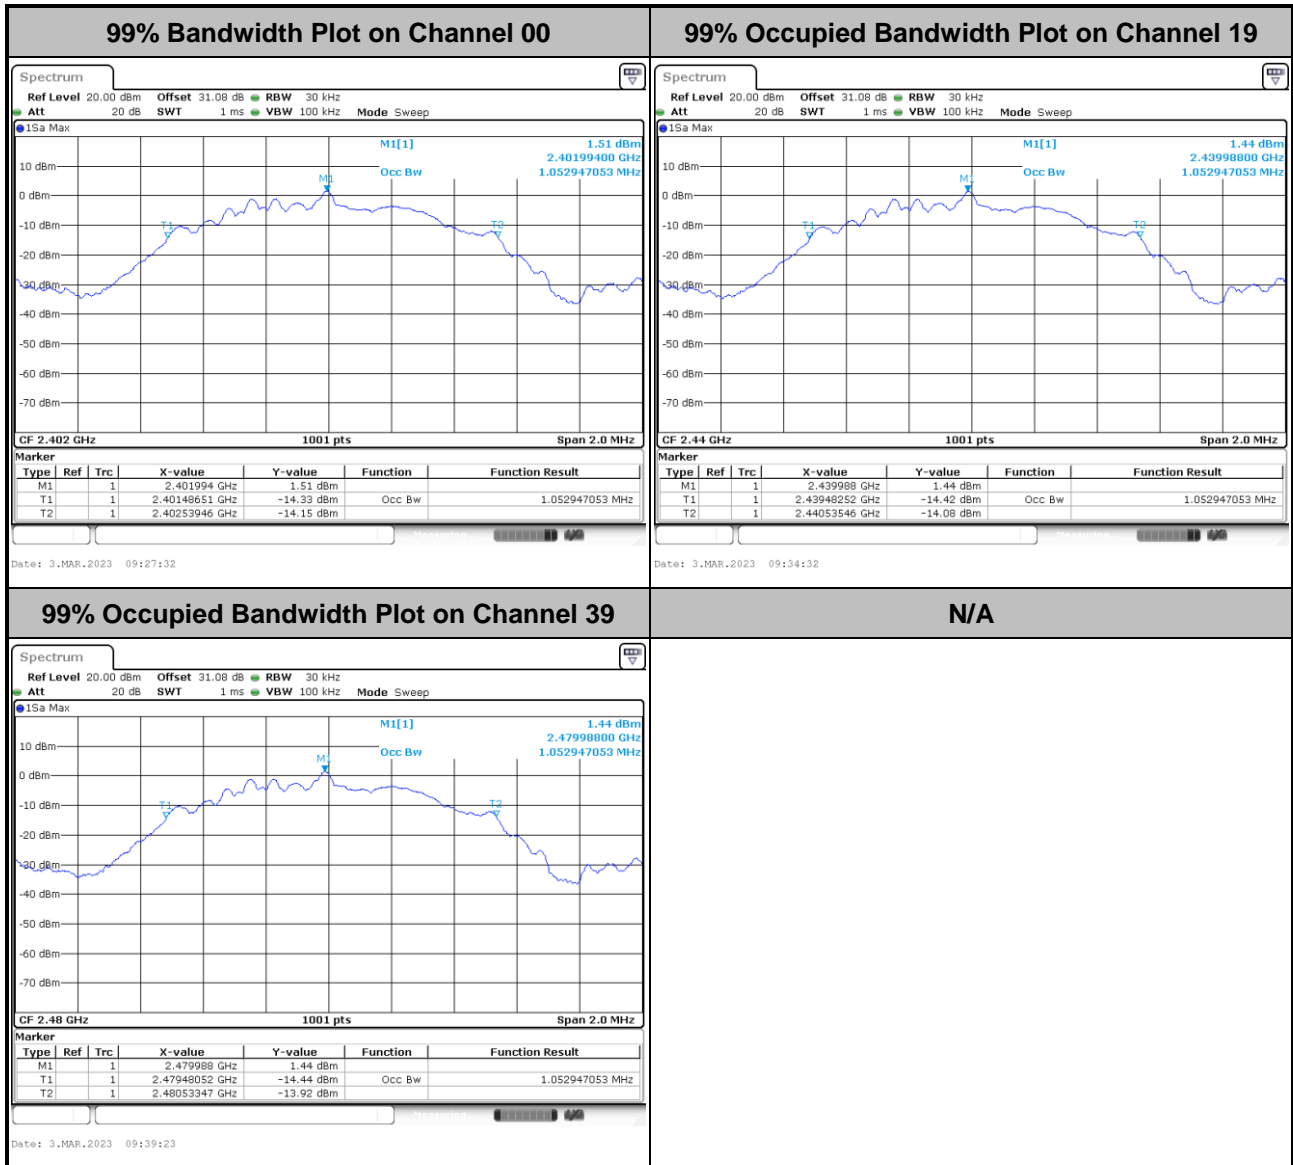 99% Bandwidth Plot on Channel 00
Spectrum
Ref Level 20.00 dBm Offset 31.08 dB RBW 30 kHz
Att 20 dB SWT 1 ms VBW 100 kHz Mode Sweep
1Sa Max
M1[1] 1.51 dBm
2.40199400 GHz
Occ Bw 1.052947053 MHz
10 dBm
M1
0 dBm
-10 dBm
T1
T2
-20 dBm
-30 dBm
-40 dBm
-50 dBm
-60 dBm
-70 dBm
CF 2.402 GHz 1001 pts Span 2.0 MHz
Marker
Type Ref Trc X-value Y-value Function Function Result
M1 1 2.401994 GHz 1.51 dBm
T1 1 2.40148651 GHz -14.33 dBm Occ Bw 1.052947053 MHz
T2 1 2.40253946 GHz -14.15 dBm
Measuring...
Date: 3.MAR.2023 09:27:32
99% Occupied Bandwidth Plot on Channel 19
Spectrum
Ref Level 20.00 dBm Offset 31.08 dB RBW 30 kHz
Att 20 dB SWT 1 ms VBW 100 kHz Mode Sweep
1Sa Max
M1[1] 1.44 dBm
2.43998800 GHz
Occ Bw 1.052947053 MHz
10 dBm
M1
0 dBm
-10 dBm
T1
T2
-20 dBm
-30 dBm
-40 dBm
-50 dBm
-60 dBm
-70 dBm
CF 2.44 GHz 1001 pts Span 2.0 MHz
Marker
Type Ref Trc X-value Y-value Function Function Result
M1 1 2.439988 GHz 1.44 dBm
T1 1 2.43948252 GHz -14.42 dBm Occ Bw 1.052947053 MHz
T2 1 2.44053546 GHz -14.08 dBm
Measuring...
Date: 3.MAR.2023 09:34:32
99% Occupied Bandwidth Plot on Channel 39
Spectrum
Ref Level 20.00 dBm Offset 31.08 dB RBW 30 kHz
Att 20 dB SWT 1 ms VBW 100 kHz Mode Sweep
1Sa Max
M1[1] 1.44 dBm
2.47998800 GHz
Occ Bw 1.052947053 MHz
10 dBm
M1
0 dBm
-10 dBm
T1
T2
-20 dBm
-30 dBm
-40 dBm
-50 dBm
-60 dBm
-70 dBm
CF 2.48 GHz 1001 pts Span 2.0 MHz
Marker
Type Ref Trc X-value Y-value Function Function Result
M1 1 2.479988 GHz 1.44 dBm
T1 1 2.47948052 GHz -14.44 dBm Occ Bw 1.052947053 MHz
T2 1 2.48053347 GHz -13.92 dBm
Measuring...
Date: 3.MAR.2023 09:39:23
N/A